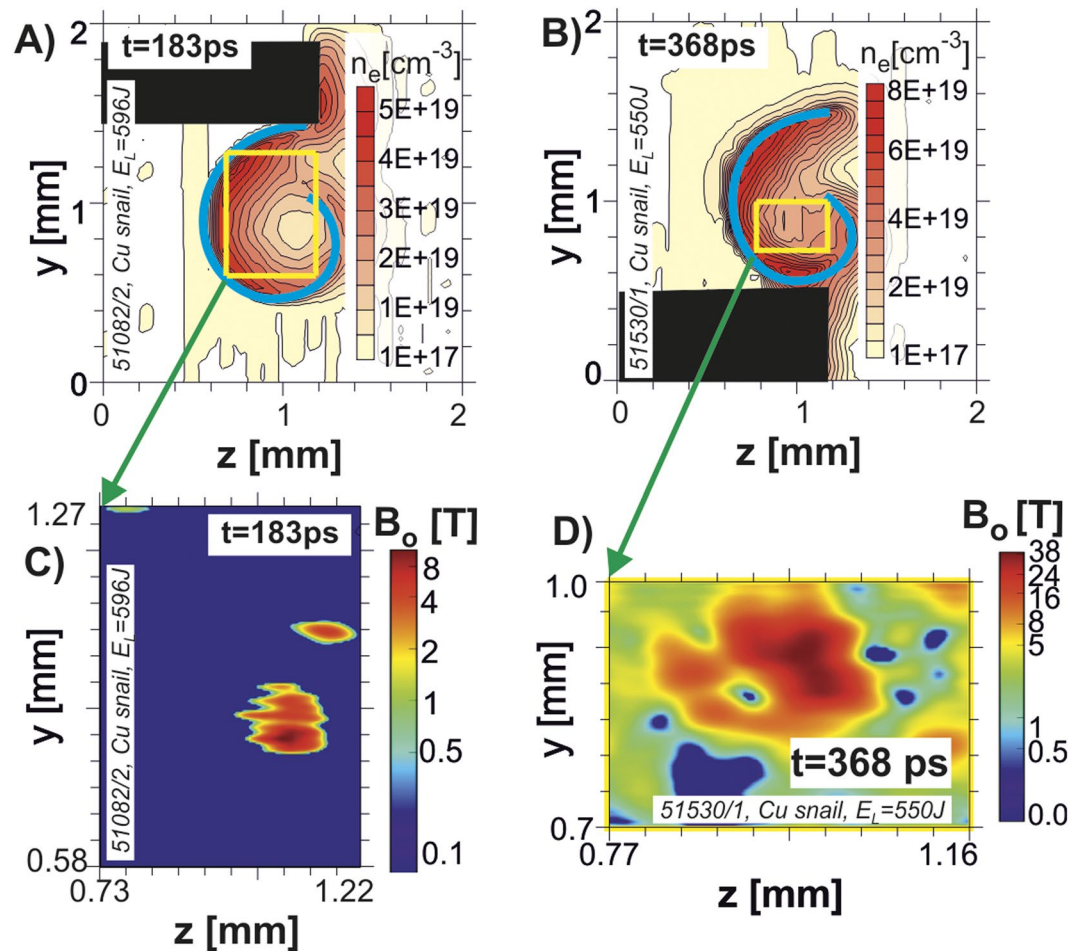 A)
t=183ps
n_e[cm^-3]
5E+19
4E+19
3E+19
2E+19
1E+19
1E+17
51082/2, Cu snail, E_L=596J
y [mm]
2
1
0
0
1
2
z [mm]
B)
t=368ps
n_e[cm^-3]
8E+19
6E+19
4E+19
2E+19
1E+17
51530/1, Cu snail, E_L=550J
y [mm]
2
1
0
0
1
2
z [mm]
C)
t=183ps
B_o [T]
8
4
2
1
0.5
0.1
51082/2, Cu snail, E_L=596J
y [mm]
1.27
0.58
0.73
1.22
z [mm]
D)
B_o [T]
38
24
16
8
5
1
0.5
0.0
y [mm]
1.0
0.7
t=368 ps
51530/1, Cu snail, E_L=550J
0.77
1.16
z [mm]